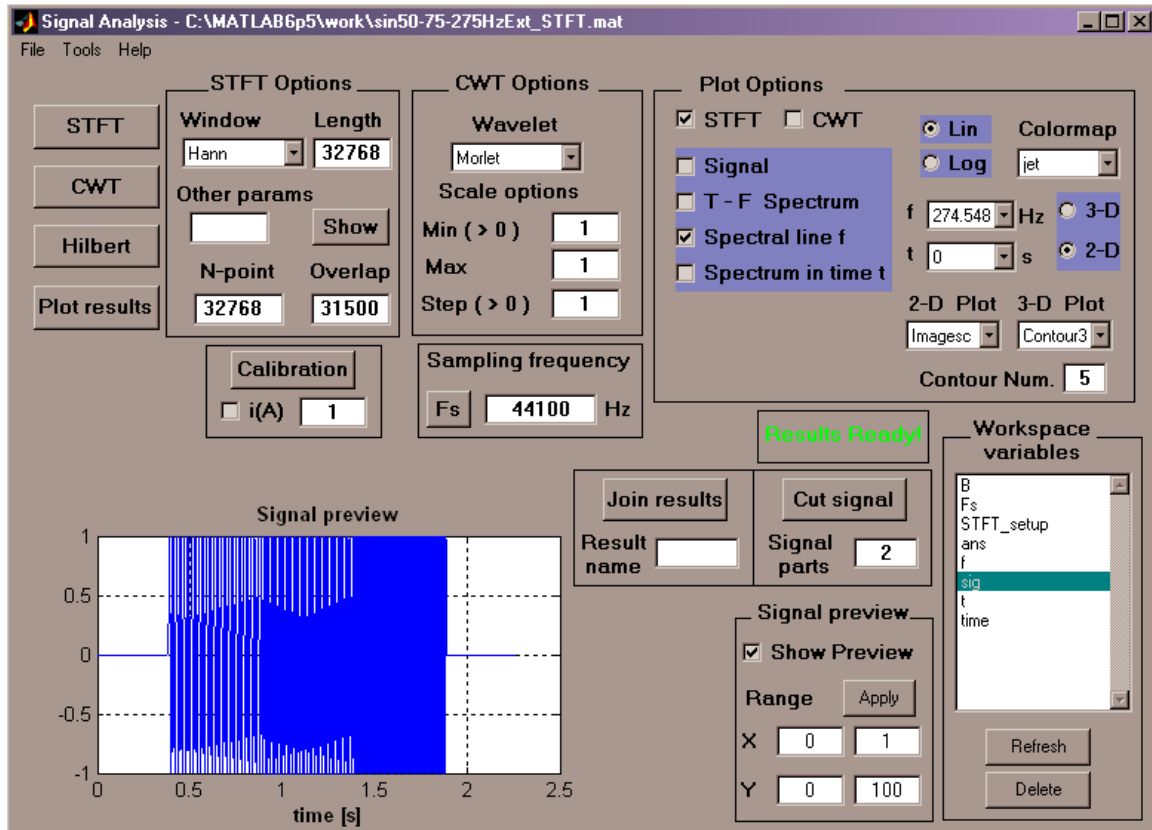 Signal Analysis - C:\MATLAB6p5\work\sin50-75-275HzExt_STFT.mat
File Tools Help
STFT
CWT
Hilbert
Plot results
STFT Options
Window Length
Hann 32768
Other params
Show
N-point Overlap
32768 31500
Calibration
i(A) 1
CWT Options
Wavelet
Morlet
Scale options
Min ( > 0 ) 1
Max 1
Step ( > 0 ) 1
Sampling frequency
Fs 44100 Hz
Plot Options
STFT CWT
Signal
T - F Spectrum
Spectral line f
Spectrum in time t
Lin
Log
Colormap
jet
f 274.548 Hz
t 0 s
3-D
2-D
2-D Plot 3-D Plot
Imagesc Contour3
Contour Num. 5
Results Ready!
Join results
Result name
Cut signal
Signal parts 2
Workspace variables
B
Fs
STFT_setup
ans
f
sig
t
time
Refresh
Delete
Signal preview
Show Preview
Range Apply
X 0 1
Y 0 100
Signal preview
1
0.5
0
-0.5
-1
0 0.5 1 1.5 2 2.5
time [s]